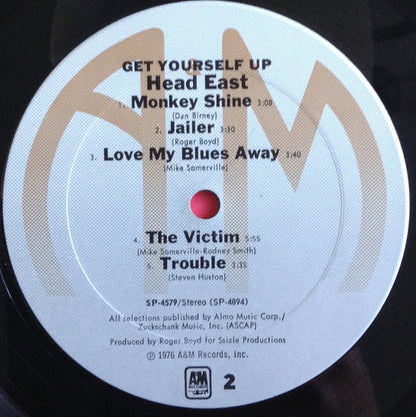 GET YOURSELF UP
Head East
1. Monkey Shine 3:08
(Dan Birney)
2. Jailer 3:30
(Roger Boyd)
3. Love My Blues Away 3:40
(Mike Somerville)
4. The Victim 5:55
(Mike Somerville-Rodney Smith)
5. Trouble 3:35
(Steven Huston)
SP-4579/Stereo (SP-4894)
All selections published by Almo Music Corp./
Zuckschank Music, Inc. (ASCAP)
Produced by Roger Boyd for Ssizle Productions
℗ 1976 A&M Records, Inc.
A&M
RECORDS
2